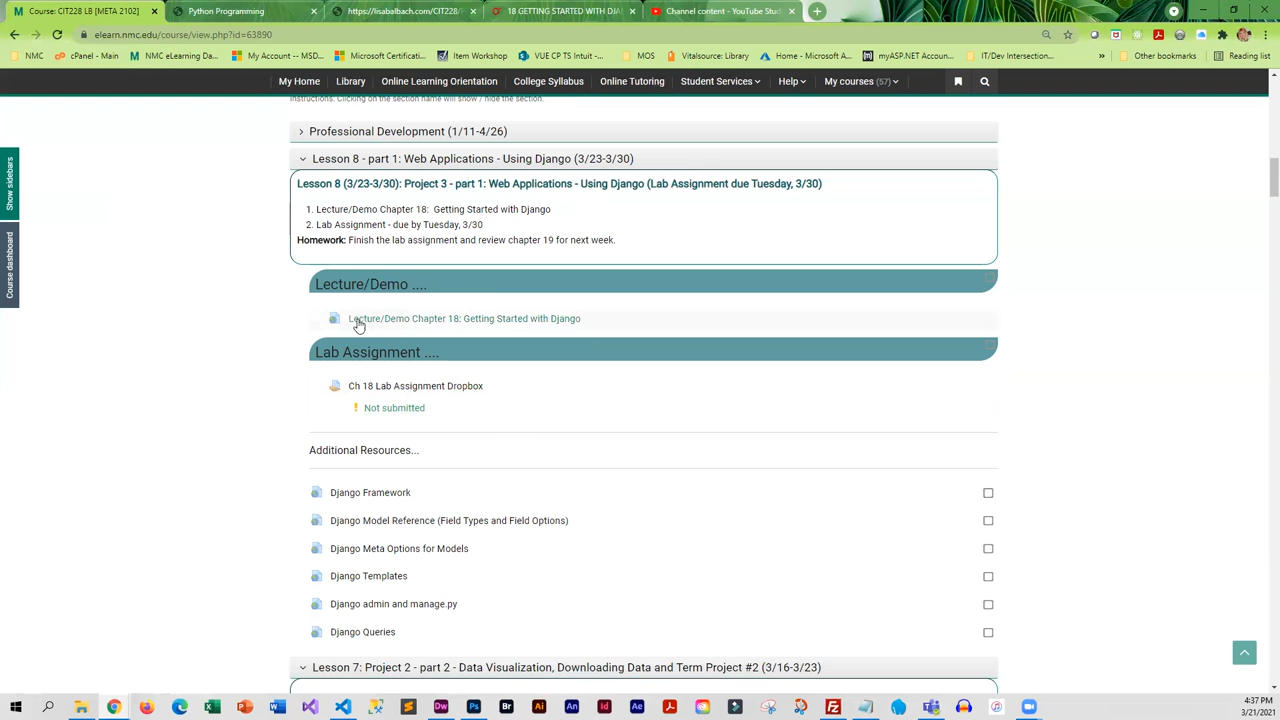 Course: CIT228 LB [META 2102]
Python Programming
https://lisabalbach.com/CIT228/
18 GETTING STARTED WITH DJA
Channel content - YouTube Stud
elearn.nmc.edu/course/view.php?id=63890
NMC
cPanel - Main
NMC eLearning Da...
My Account -- MSD...
Microsoft Certificati...
Item Workshop
VUE CP TS Intuit -...
MOS
Vitalsource: Library
Home - Microsoft A...
myASP.NET Accoun...
IT/Dev Intersection...
»
Other bookmarks
Reading list
My Home
Library
Online Learning Orientation
College Syllabus
Online Tutoring
Student Services
Help
My courses (57)
Instructions: Clicking on the section name will show / hide the section.
Professional Development (1/11-4/26)
Lesson 8 - part 1: Web Applications - Using Django (3/23-3/30)
Lesson 8 (3/23-3/30): Project 3 - part 1: Web Applications - Using Django (Lab Assignment due Tuesday, 3/30)
1. Lecture/Demo Chapter 18: Getting Started with Django
2. Lab Assignment - due by Tuesday, 3/30
Homework: Finish the lab assignment and review chapter 19 for next week.
Show sidebars
Course dashboard
Lecture/Demo ....
Lecture/Demo Chapter 18: Getting Started with Django
Lab Assignment ....
Ch 18 Lab Assignment Dropbox
Not submitted
Additional Resources...
Django Framework
Django Model Reference (Field Types and Field Options)
Django Meta Options for Models
Django Templates
Django admin and manage.py
Django Queries
Lesson 7: Project 2 - part 2 - Data Visualization, Downloading Data and Term Project #2 (3/16-3/23)
4:37 PM
3/21/2021